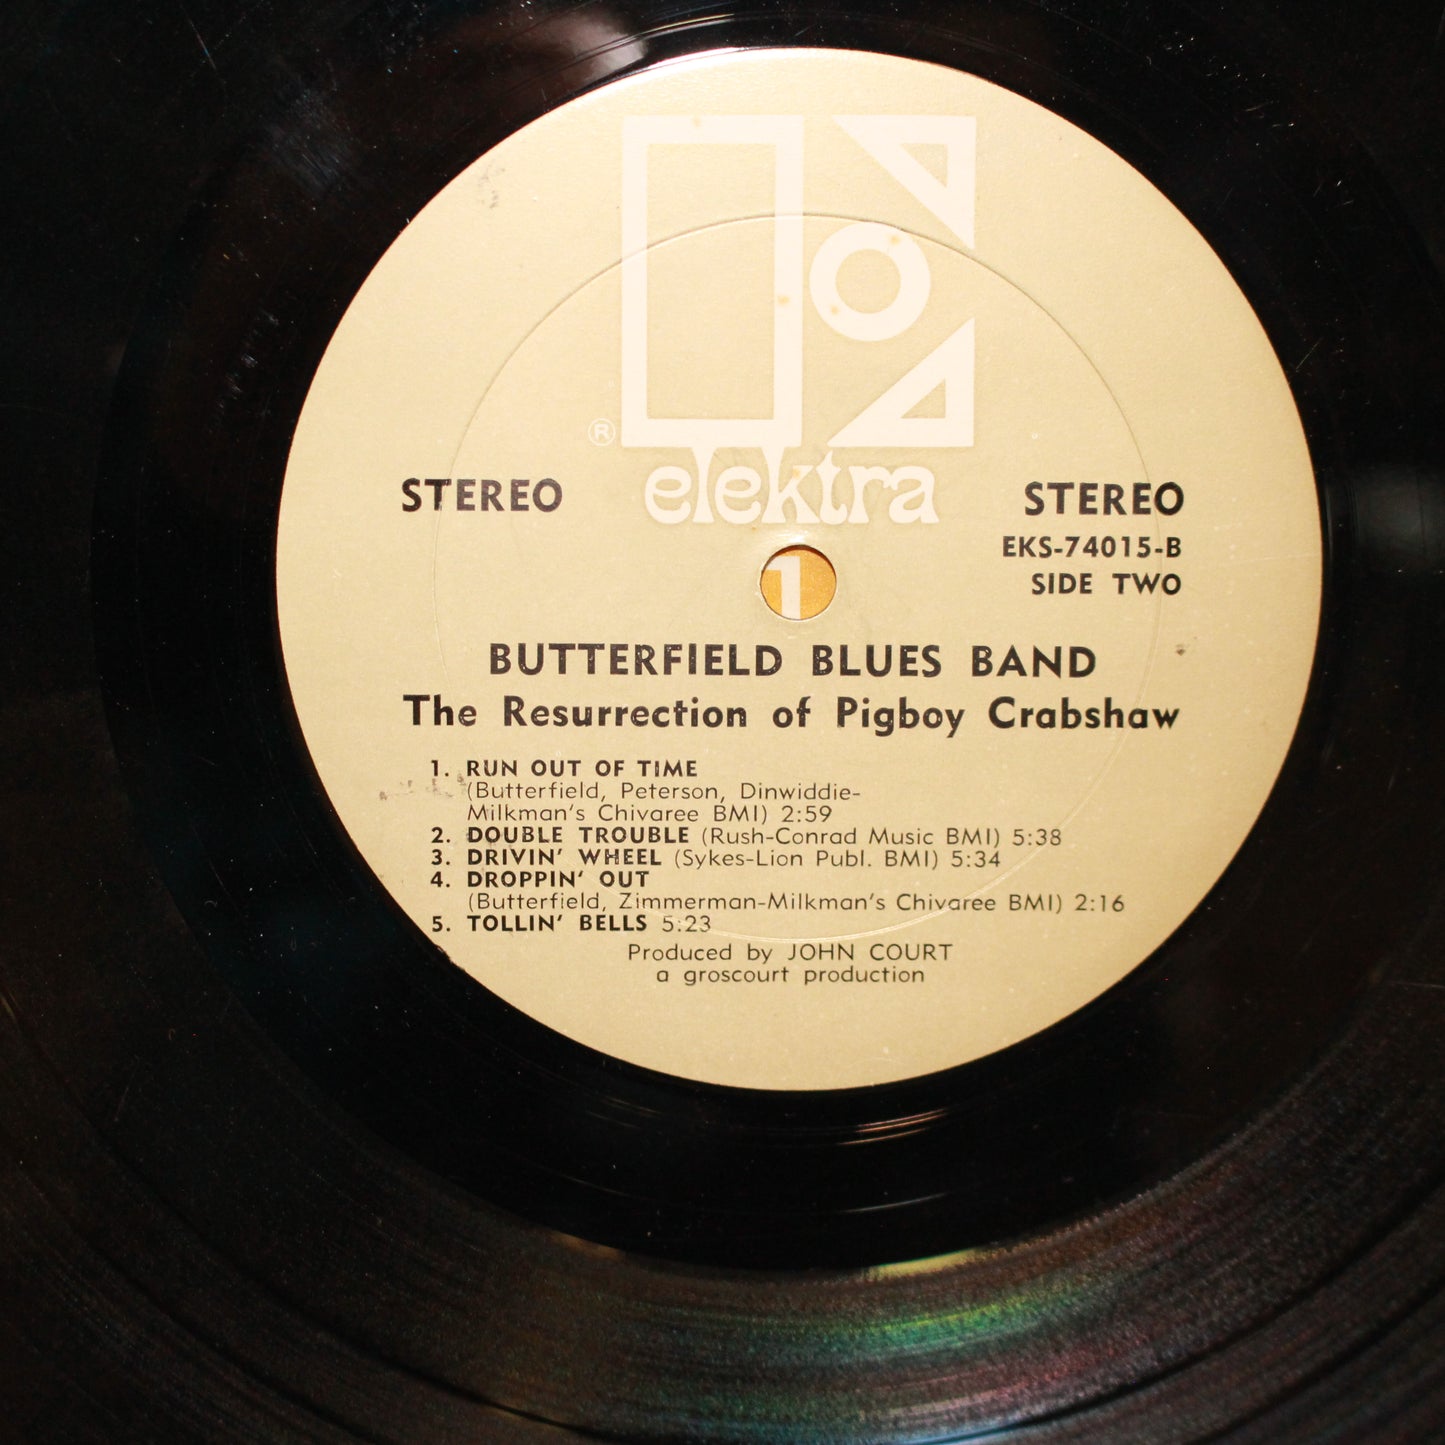 ®
elektra
STEREO STEREO
EKS-74015-B
SIDE TWO
1
BUTTERFIELD BLUES BAND
The Resurrection of Pigboy Crabshaw
1. RUN OUT OF TIME
(Butterfield, Peterson, Dinwiddie-
Milkman's Chivaree BMI) 2:59
2. DOUBLE TROUBLE (Rush-Conrad Music BMI) 5:38
3. DRIVIN' WHEEL (Sykes-Lion Publ. BMI) 5:34
4. DROPPIN' OUT
(Butterfield, Zimmerman-Milkman's Chivaree BMI) 2:16
5. TOLLIN' BELLS 5:23
Produced by JOHN COURT
a groscourt production